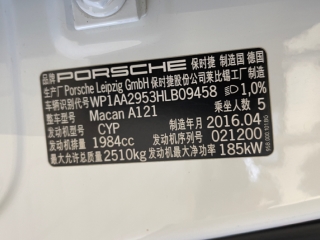 品牌 PORSCHE 保时捷 制造国 德国
生产厂 Porsche Leipzig GmbH 保时捷股份公司莱比锡工厂制造
车辆识别代号 WP1AA2953HLB09458 1,0%
整车型号 Macan A121 乘坐人数 5
发动机型号 CYP 制造年月 2016.04
发动机排量 1984cc 发动机序号 021200
最大允许总质量 2510kg 发动机最大净功率 185kW